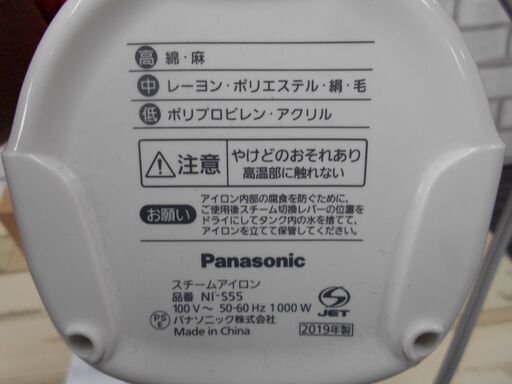 高 綿・麻
中 レーヨン・ポリエステル・絹・毛
低 ポリプロピレン・アクリル
注意 やけどのおそれあり
高温部に触れない
お願い
アイロン内部の腐食を防ぐために、
ご使用後スチーム切換レバーの位置を
ドライにしてタンク内の水を捨てて、
アイロンを立てて保管してください。
Panasonic
スチームアイロン
品番 NI-S55
100 V～ 50-60 Hz 1000 W
PSE パナソニック株式会社
Made in China
S JET
2019年製